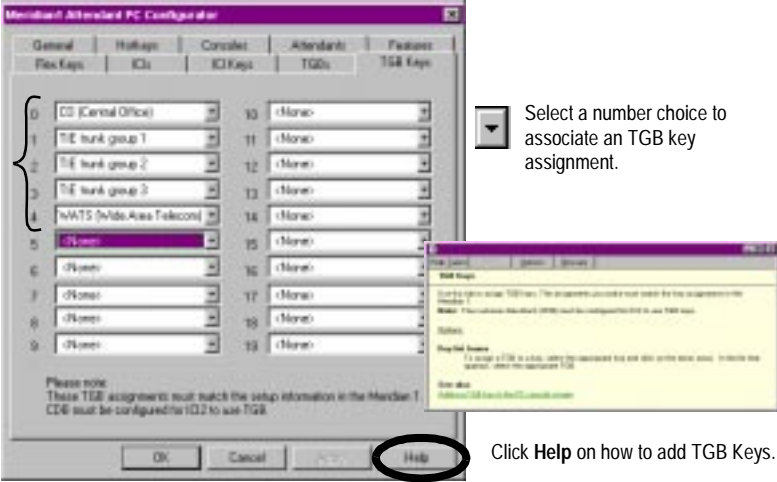 Meridian Attendant PC Configurator
General Hotkeys Consoles Attendants Features
Flex Keys ICIs ICI Keys TGBs TGB Keys
0 CO (Central Office)
1 TIE trunk group 1
2 TIE trunk group 2
3 TIE trunk group 3
4 WATS (Wide Area Telecom)
5 <None>
6 <None>
7 <None>
8 <None>
9 <None>
10 <None>
11 <None>
12 <None>
13 <None>
14 <None>
15 <None>
16 <None>
17 <None>
18 <None>
19 <None>
Please note:
These TGB assignments must match the setup information in the Meridian 1.
CDB must be configured for ICI2 to use TGB.
OK Cancel Help
Select a number choice to
associate an TGB key
assignment.
TGB Keys
See also
Click Help on how to add TGB Keys.